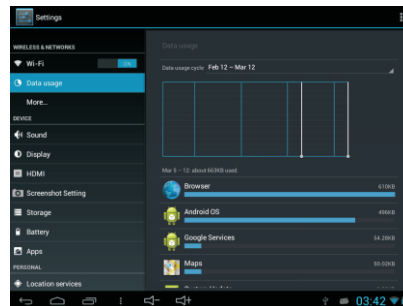 Settings
WIRELESS & NETWORKS
Wi-Fi
ON
Data usage
More...
DEVICE
Sound
Display
HDMI
Screenshot Setting
Storage
Battery
Apps
PERSONAL
Location services
Data usage
Data usage cycle Feb 12 – Mar 12
Mar 5 – 12: about 663KB used
Browser 610KB
Android OS 496KB
Google Services 54.28KB
Maps 50.02KB
03:42